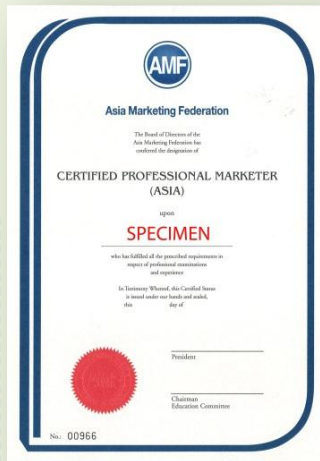 AMF
Asia Marketing Federation
The Board of Directors of the
Asia Marketing Federation has
conferred the designation of
CERTIFIED PROFESSIONAL MARKETER
(ASIA)
upon
SPECIMEN
who has fulfilled all the prescribed requirements in
respect of professional examinations
and experience
In Testimony Whereof, this Certified Status
is issued under our hands and sealed,
this day of
President
Chairman
Education Committee
No.: 00966